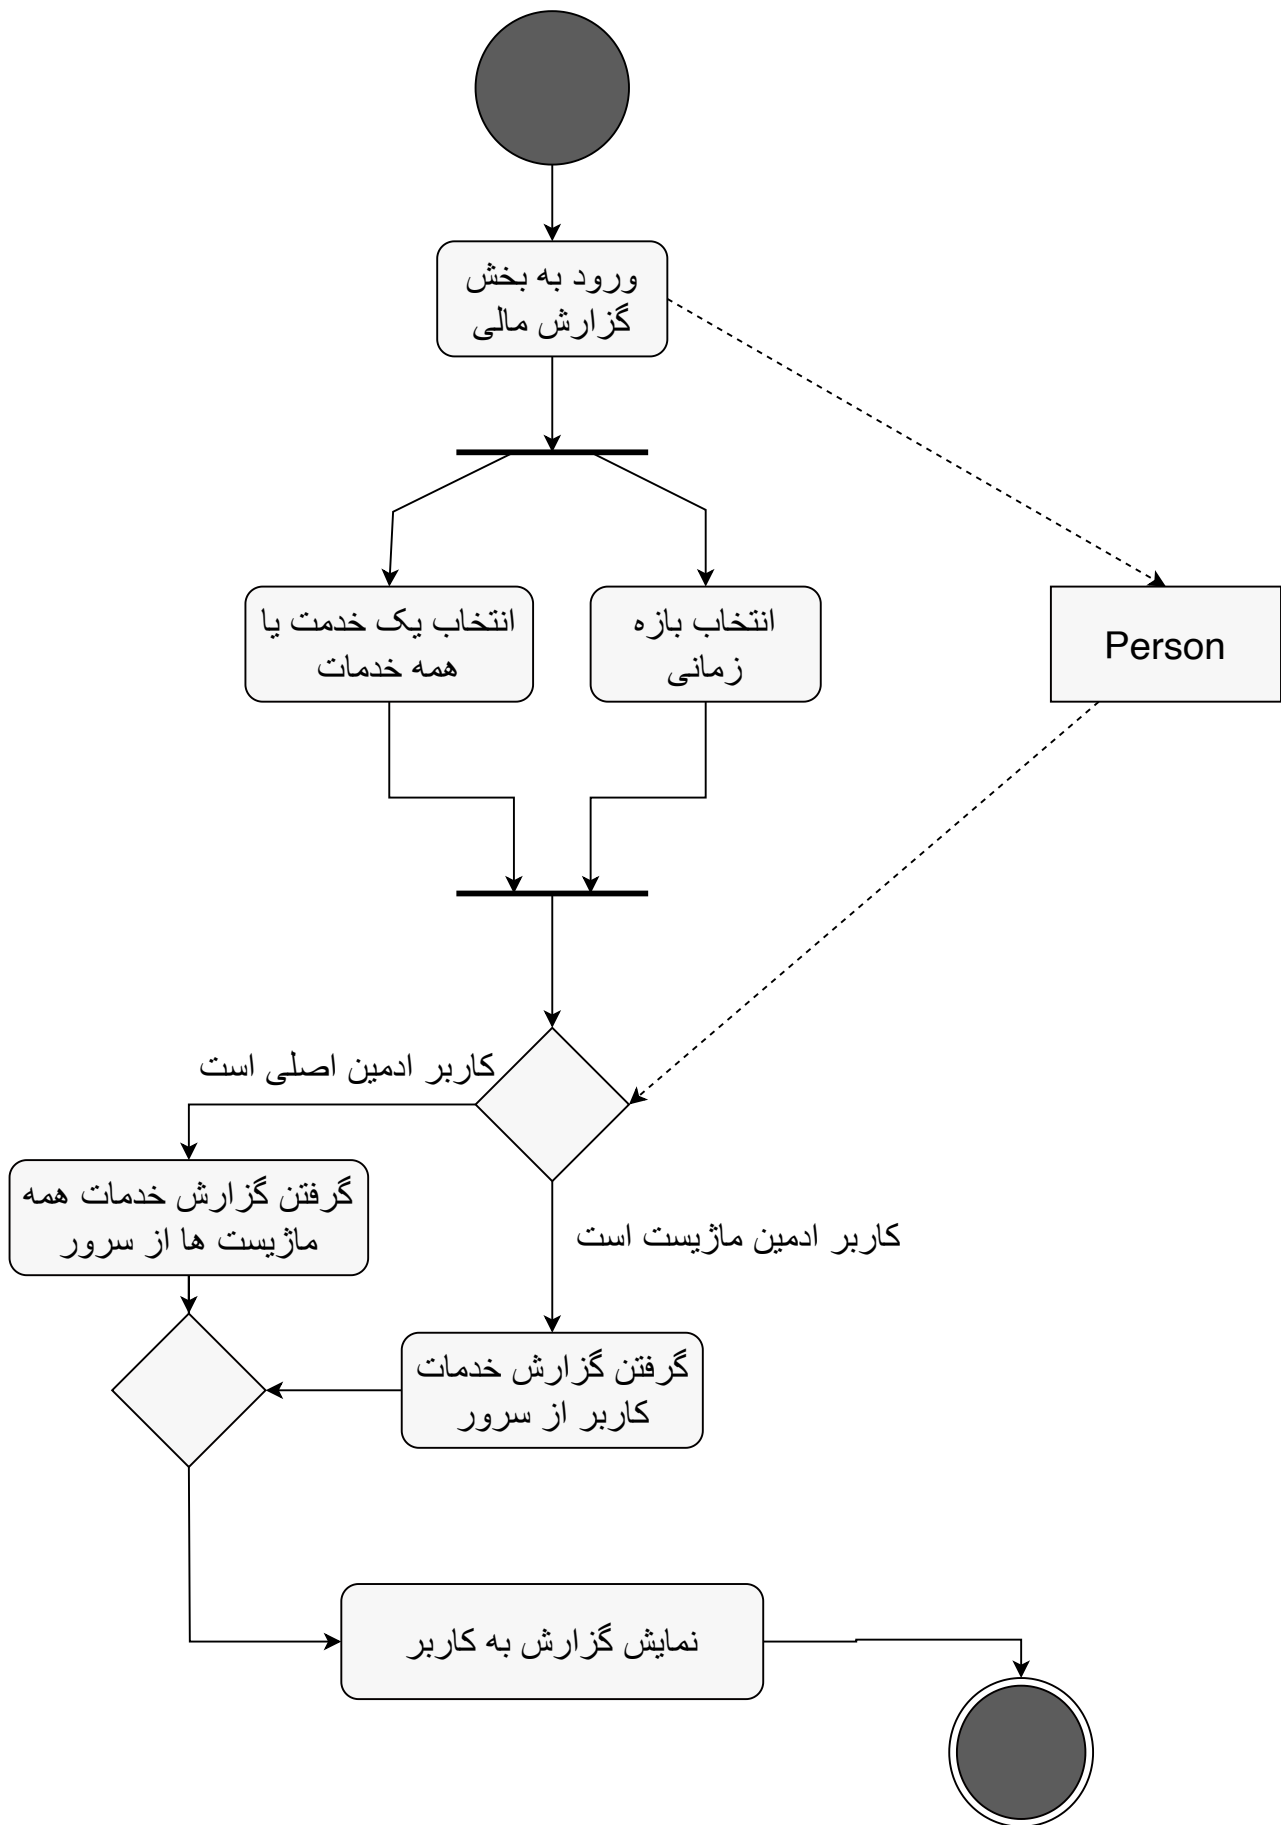 ورود به بخش
گزارش مالی
انتخاب یک خدمت یا
همه خدمات
انتخاب بازه
زمانی
Person
کاربر ادمین اصلی است
گرفتن گزارش خدمات همه
ماژیست ها از سرور
کاربر ادمین ماژیست است
گرفتن گزارش خدمات
کاربر از سرور
نمایش گزارش به کاربر